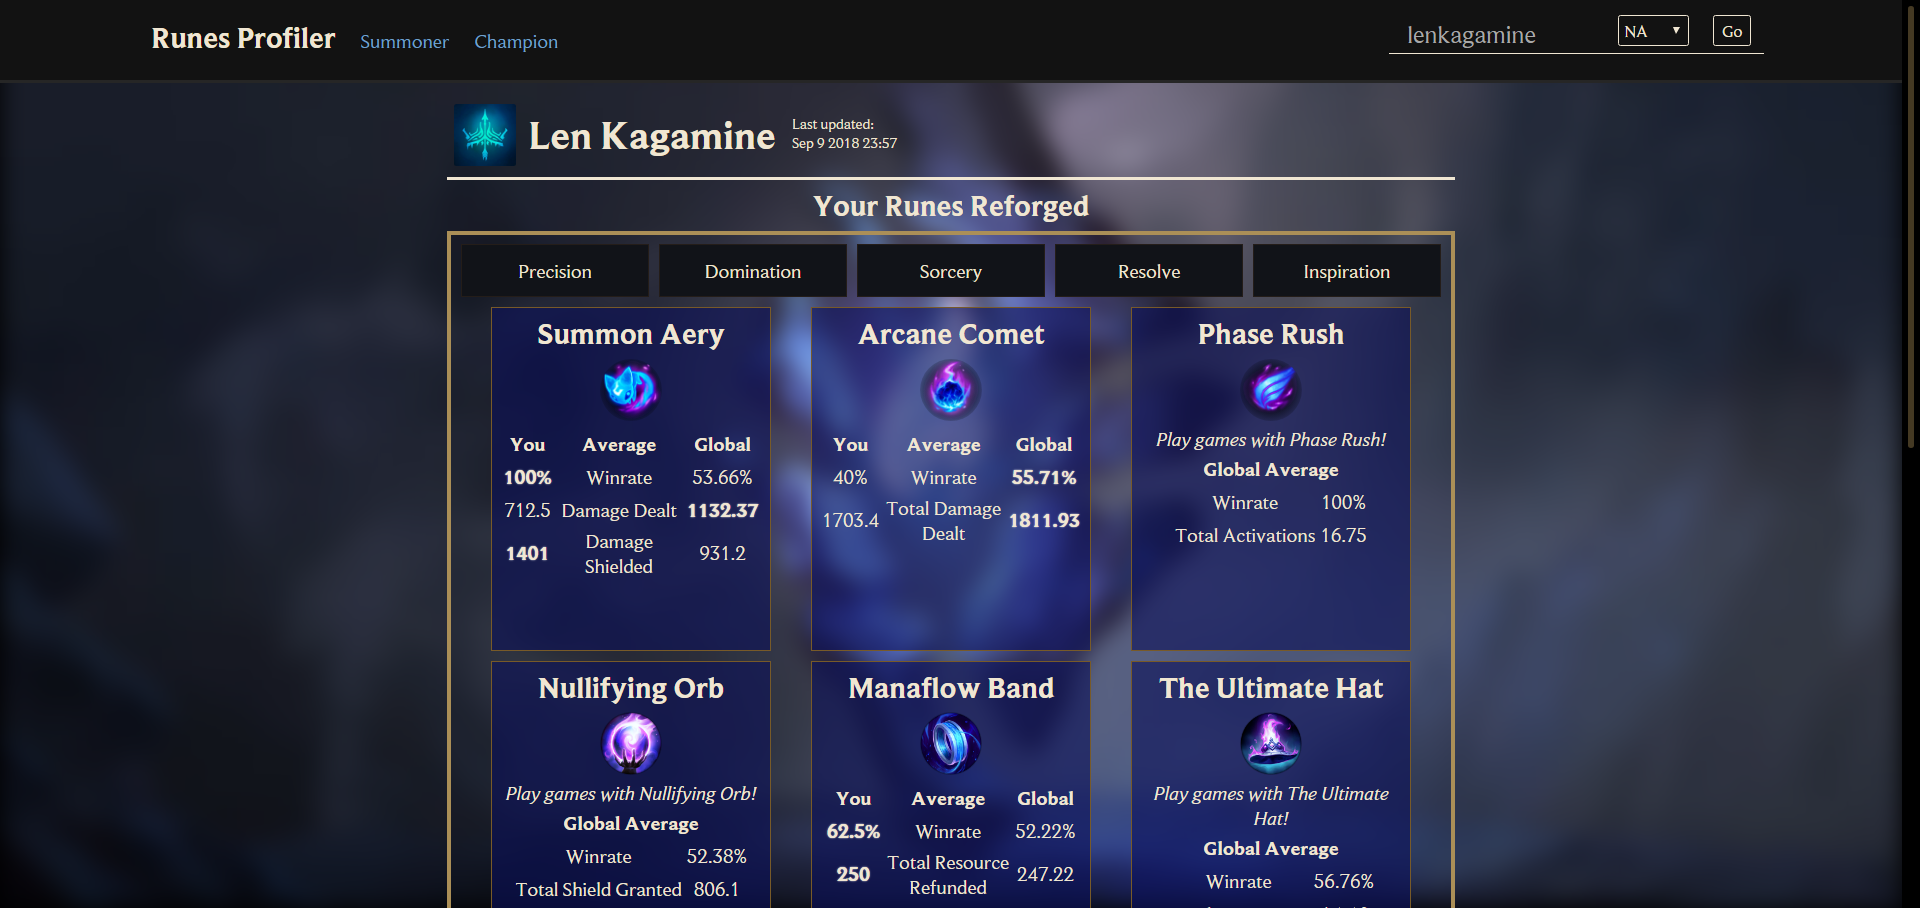 Runes Profiler Summoner Champion lenkagamine NA Go
Len Kagamine
Last updated:
Sep 9 2018 23:57
Your Runes Reforged
Precision Domination Sorcery Resolve Inspiration
Summon Aery
You Average Global
100% Winrate 53.66%
712.5 Damage Dealt 1132.37
1401 Damage Shielded 931.2
Arcane Comet
You Average Global
40% Winrate 55.71%
1703.4 Total Damage Dealt 1811.93
Phase Rush
Play games with Phase Rush!
Global Average
Winrate 100%
Total Activations 16.75
Nullifying Orb
Play games with Nullifying Orb!
Global Average
Winrate 52.38%
Total Shield Granted 806.1
Manaflow Band
You Average Global
62.5% Winrate 52.22%
250 Total Resource Refunded 247.22
The Ultimate Hat
Play games with The Ultimate
Hat!
Global Average
Winrate 56.76%